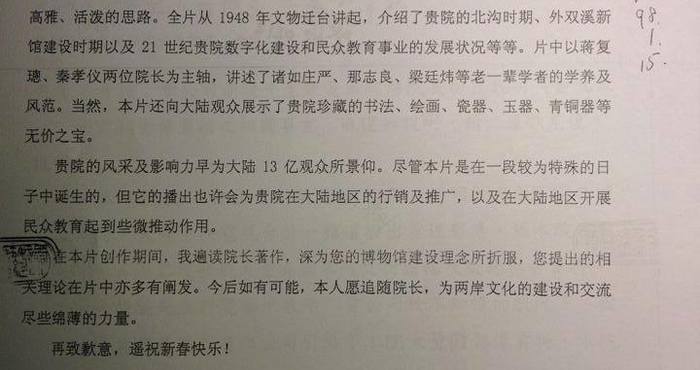 高雅、活泼的思路。全片从 1948 年文物迁台讲起，介绍了贵院的北沟时期、外双溪新
馆建设时期以及 21 世纪贵院数字化建设和民众教育事业的发展状况等等。片中以蒋复
璁、秦孝仪两位院长为主轴，讲述了诸如庄严、那志良、梁廷炜等老一辈学者的学养及
风范。当然，本片还向大陆观众展示了贵院珍藏的书法、绘画、瓷器、玉器、青铜器等
无价之宝。
贵院的风采及影响力早为大陆 13 亿观众所景仰。尽管本片是在一段较为特殊的日
子中诞生的，但它的播出也许会为贵院在大陆地区的行销及推广，以及在大陆地区开展
民众教育起到些微推动作用。
在本片创作期间，我遍读院长著作，深为您的博物馆建设理念所折服，您提出的相
关理论在片中亦多有阐发。今后如有可能，本人愿追随院长，为两岸文化的建设和交流
尽些绵薄的力量。
再致歉意，遥祝新春快乐！
98.
1.
15.